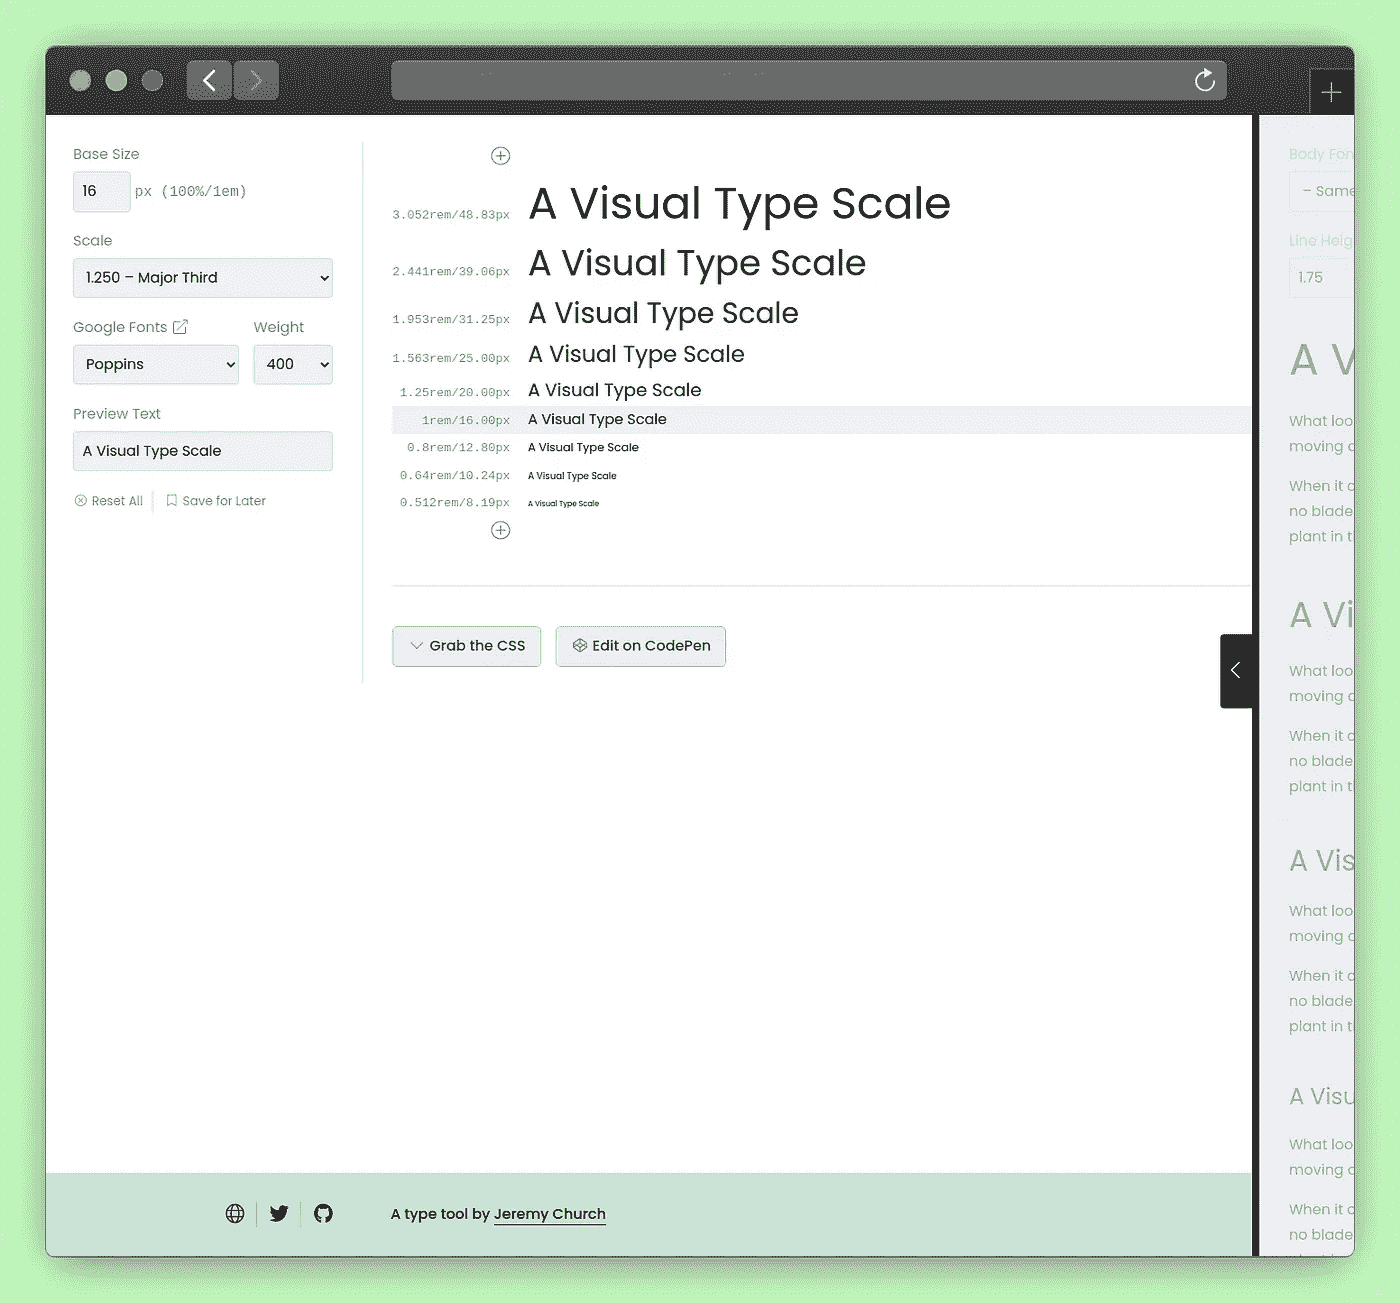 Base Size
16 px (100%/1em)
Scale
1.250 – Major Third
Google Fonts Weight
Poppins 400
Preview Text
A Visual Type Scale
Reset All Save for Later
3.052rem/48.83px A Visual Type Scale
2.441rem/39.06px A Visual Type Scale
1.953rem/31.25px A Visual Type Scale
1.563rem/25.00px A Visual Type Scale
1.25rem/20.00px A Visual Type Scale
1rem/16.00px A Visual Type Scale
0.8rem/12.80px A Visual Type Scale
0.64rem/10.24px A Visual Type Scale
0.512rem/8.19px A Visual Type Scale
Grab the CSS Edit on CodePen
A type tool by Jeremy Church
Body Fon
– Same
Line Heig
1.75
A V
What loo
moving a
When it c
no blade
plant in t
A Vi
What loo
moving a
When it c
no blade
plant in t
A Vis
What loo
moving a
When it c
no blade
plant in t
A Visu
What loo
moving a
When it c
no blade